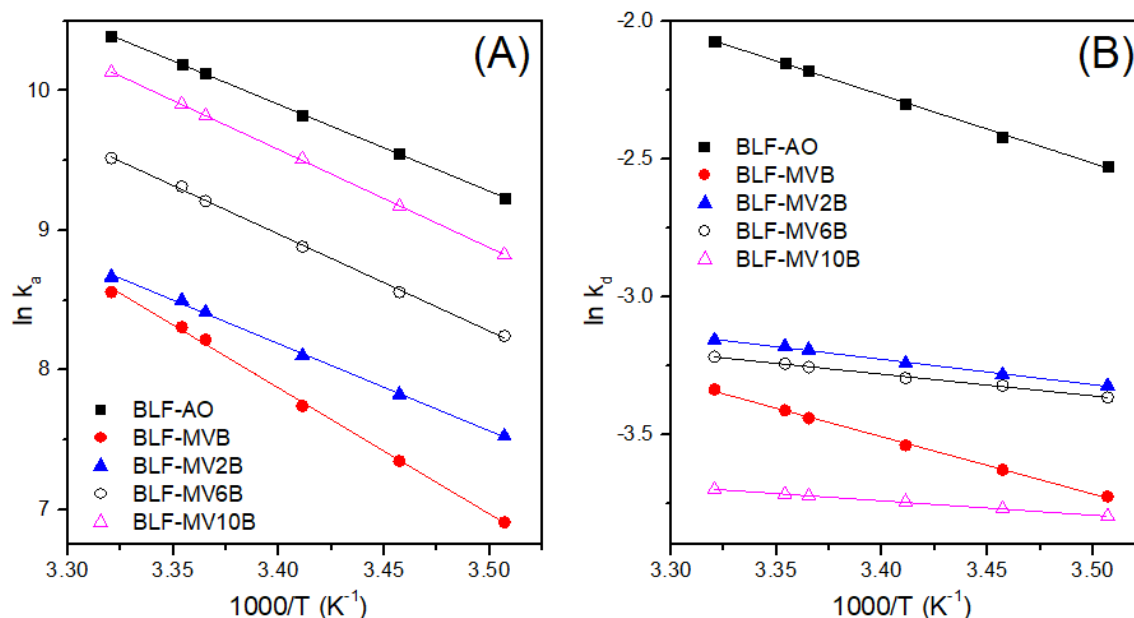 (A)
ln kₐ
10
9
8
7
BLF-AO
BLF-MVB
BLF-MV2B
BLF-MV6B
BLF-MV10B
3.30 3.35 3.40 3.45 3.50
1000/T (K⁻¹)
(B)
ln k_d
-2.0
-2.5
-3.0
-3.5
BLF-AO
BLF-MVB
BLF-MV2B
BLF-MV6B
BLF-MV10B
3.30 3.35 3.40 3.45 3.50
1000/T (K⁻¹)